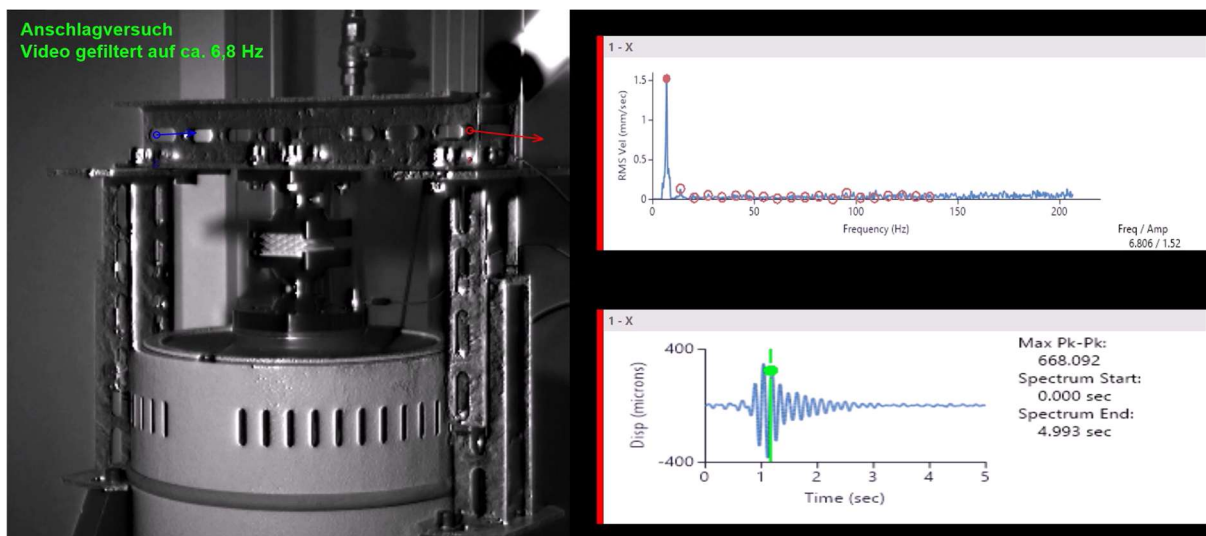 Anschlagversuch
Video gefiltert auf ca. 6,8 Hz
1 - X
1.5
1
0.5
0
RMS Vel (mm/sec)
0 50 100 150 200
Frequency (Hz)
Freq / Amp
6.806 / 1.52
1 - X
400
-400
Disp (microns)
0 1 2 3 4 5
Time (sec)
Max Pk-Pk:
668.092
Spectrum Start:
0.000 sec
Spectrum End:
4.993 sec